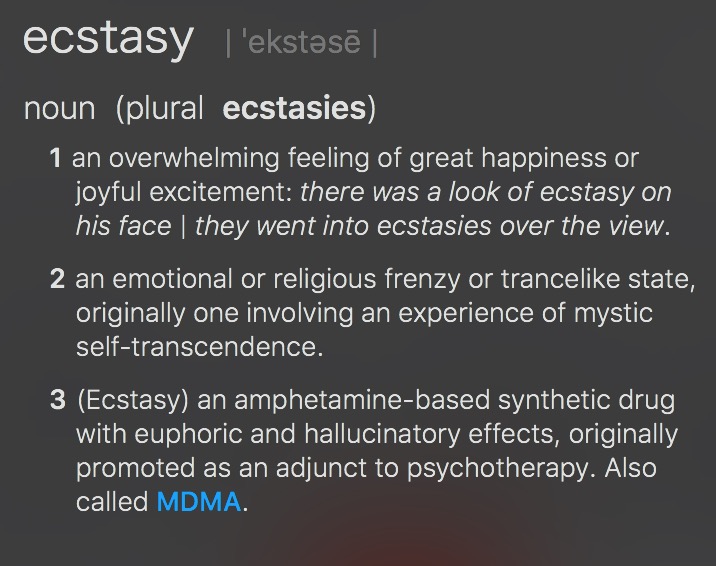 ecstasy | ˈekstəsē |
noun (plural ecstasies)
1 an overwhelming feeling of great happiness or
joyful excitement: there was a look of ecstasy on
his face | they went into ecstasies over the view.
2 an emotional or religious frenzy or trancelike state,
originally one involving an experience of mystic
self-transcendence.
3 (Ecstasy) an amphetamine-based synthetic drug
with euphoric and hallucinatory effects, originally
promoted as an adjunct to psychotherapy. Also
called MDMA.